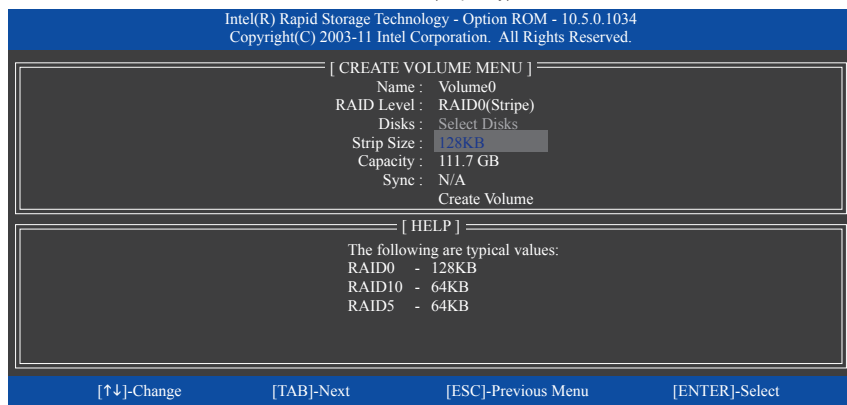 Intel(R) Rapid Storage Technology - Option ROM - 10.5.0.1034
Copyright(C) 2003-11 Intel Corporation. All Rights Reserved.
[ CREATE VOLUME MENU ]
Name : Volume0
RAID Level : RAID0(Stripe)
Disks : Select Disks
Strip Size : 128KB
Capacity : 111.7 GB
Sync : N/A
Create Volume
[ HELP ]
The following are typical values:
RAID0 - 128KB
RAID10 - 64KB
RAID5 - 64KB
[↑↓]-Change [TAB]-Next [ESC]-Previous Menu [ENTER]-Select